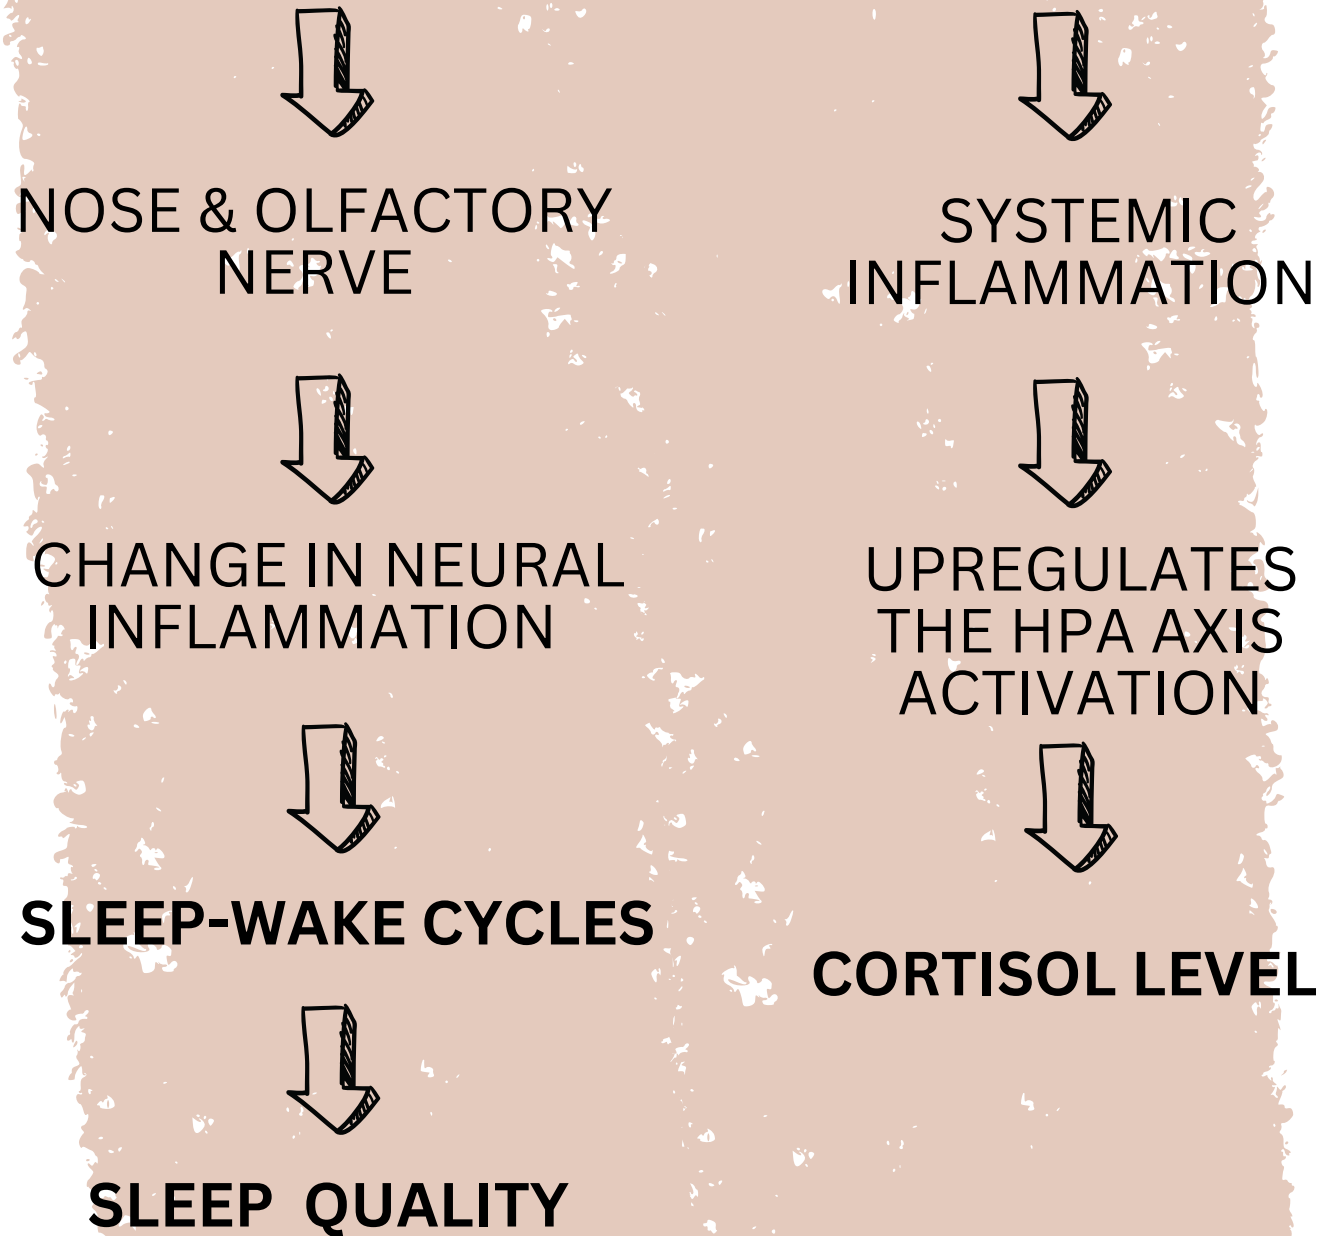 NOSE & OLFACTORY
NERVE
CHANGE IN NEURAL
INFLAMMATION
SLEEP-WAKE CYCLES
SLEEP QUALITY
SYSTEMIC
INFLAMMATION
UPREGULATES
THE HPA AXIS
ACTIVATION
CORTISOL LEVEL